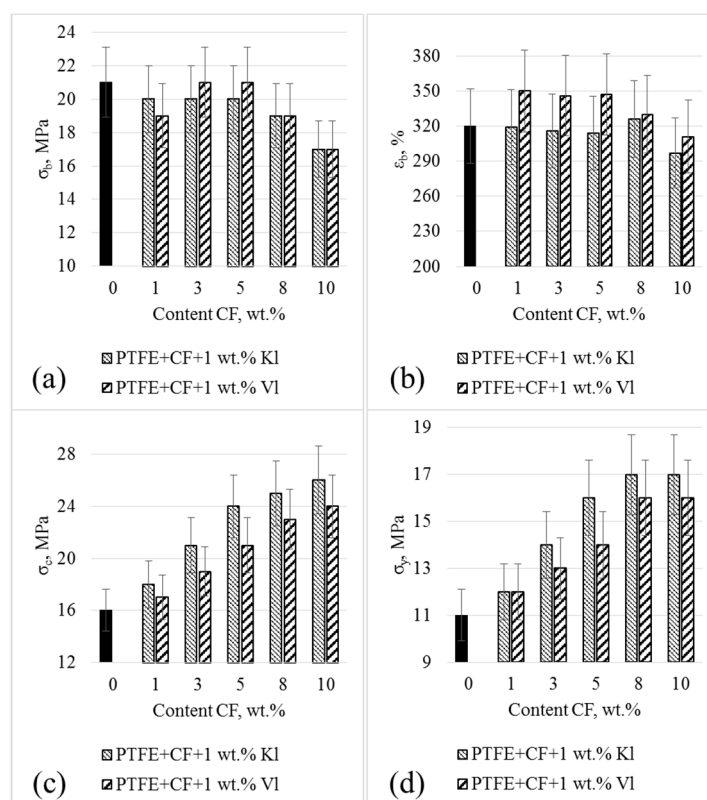 24
22
20
18
16
14
12
10
σb, MPa
0 1 3 5 8 10
Content CF, wt.%
PTFE+CF+1 wt.% Kl
PTFE+CF+1 wt.% Vl
(a)
380
350
320
290
260
230
200
εb, %
0 1 3 5 8 10
Content CF, wt.%
PTFE+CF+1 wt.% Kl
PTFE+CF+1 wt.% Vl
(b)
28
24
20
16
12
σc, MPa
0 1 3 5 8 10
Content CF, wt.%
PTFE+CF+1 wt.% Kl
PTFE+CF+1 wt.% Vl
(c)
19
17
15
13
11
9
σy, MPa
0 1 3 5 8 10
Content CF, wt.%
PTFE+CF+1 wt.% Kl
PTFE+CF+1 wt.% Vl
(d)